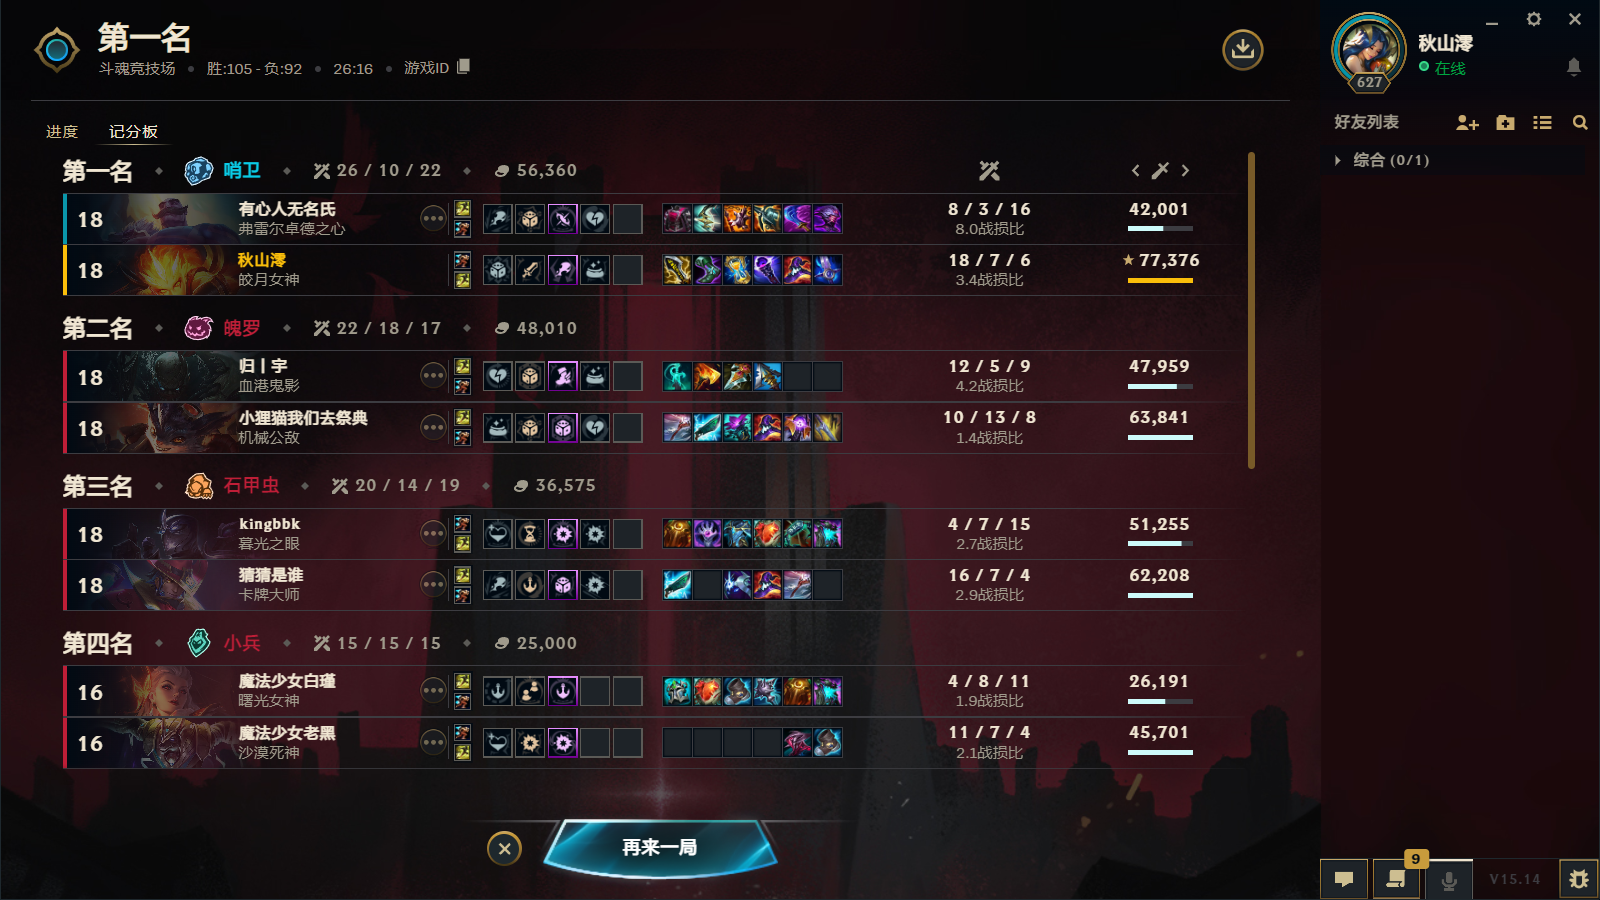 第一名
斗魂竞技场 • 胜:105 - 负:92 • 26:16 • 游戏ID
进度 记分板
第一名 哨卫 26 / 10 / 22 56,360
18 有心人无名氏 8 / 3 / 16 42,001
弗雷尔卓德之心 8.0战损比
18 秋山澪 18 / 7 / 6 77,376
皎月女神 3.4战损比
第二名 魄罗 22 / 18 / 17 48,010
18 归丨宇 12 / 5 / 9 47,959
血港鬼影 4.2战损比
18 小狸猫我们去祭典 10 / 13 / 8 63,841
机械公敌 1.4战损比
第三名 石甲虫 20 / 14 / 19 36,575
18 kingbbk 4 / 7 / 15 51,255
暮光之眼 2.7战损比
18 猜猜是谁 16 / 7 / 4 62,208
卡牌大师 2.9战损比
第四名 小兵 15 / 15 / 15 25,000
16 魔法少女白瑾 4 / 8 / 11 26,191
曙光女神 1.9战损比
16 魔法少女老黑 11 / 7 / 4 45,701
沙漠死神 2.1战损比
再来一局
秋山澪
在线
627
好友列表
综合 (0/1)
9
V15.14